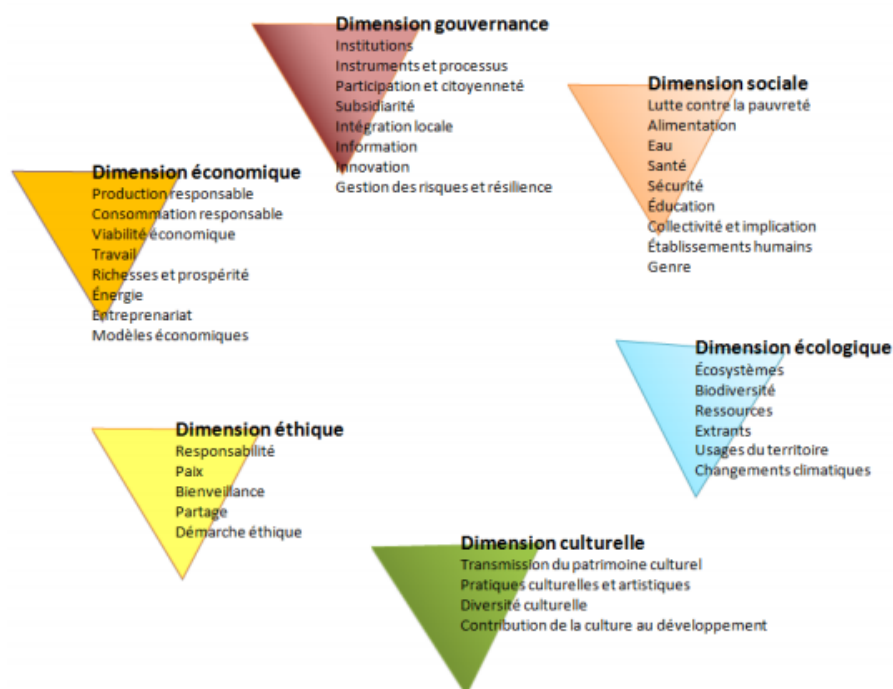 Dimension gouvernance
Institutions
Instruments et processus
Participation et citoyenneté
Subsidiarité
Intégration locale
Information
Innovation
Gestion des risques et résilience
Dimension sociale
Lutte contre la pauvreté
Alimentation
Eau
Santé
Sécurité
Éducation
Collectivité et implication
Établissements humains
Genre
Dimension économique
Production responsable
Consommation responsable
Viabilité économique
Travail
Richesses et prospérité
Énergie
Entreprenariat
Modèles économiques
Dimension écologique
Écosystèmes
Biodiversité
Ressources
Extrants
Usages du territoire
Changements climatiques
Dimension éthique
Responsabilité
Paix
Bienveillance
Partage
Démarche éthique
Dimension culturelle
Transmission du patrimoine culturel
Pratiques culturelles et artistiques
Diversité culturelle
Contribution de la culture au développement